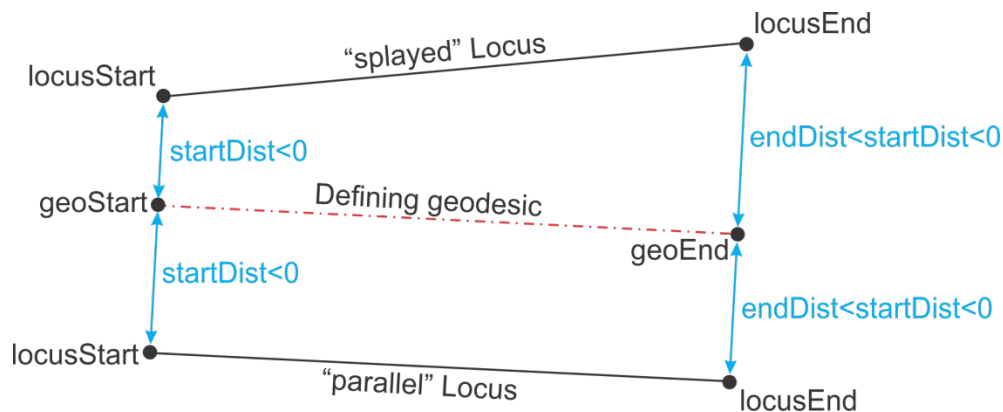 locusEnd
“splayed” Locus
locusStart
startDist<0
endDist<startDist<0
Defining geodesic
geoStart
geoEnd
startDist<0
endDist<startDist<0
locusStart
“parallel” Locus
locusEnd